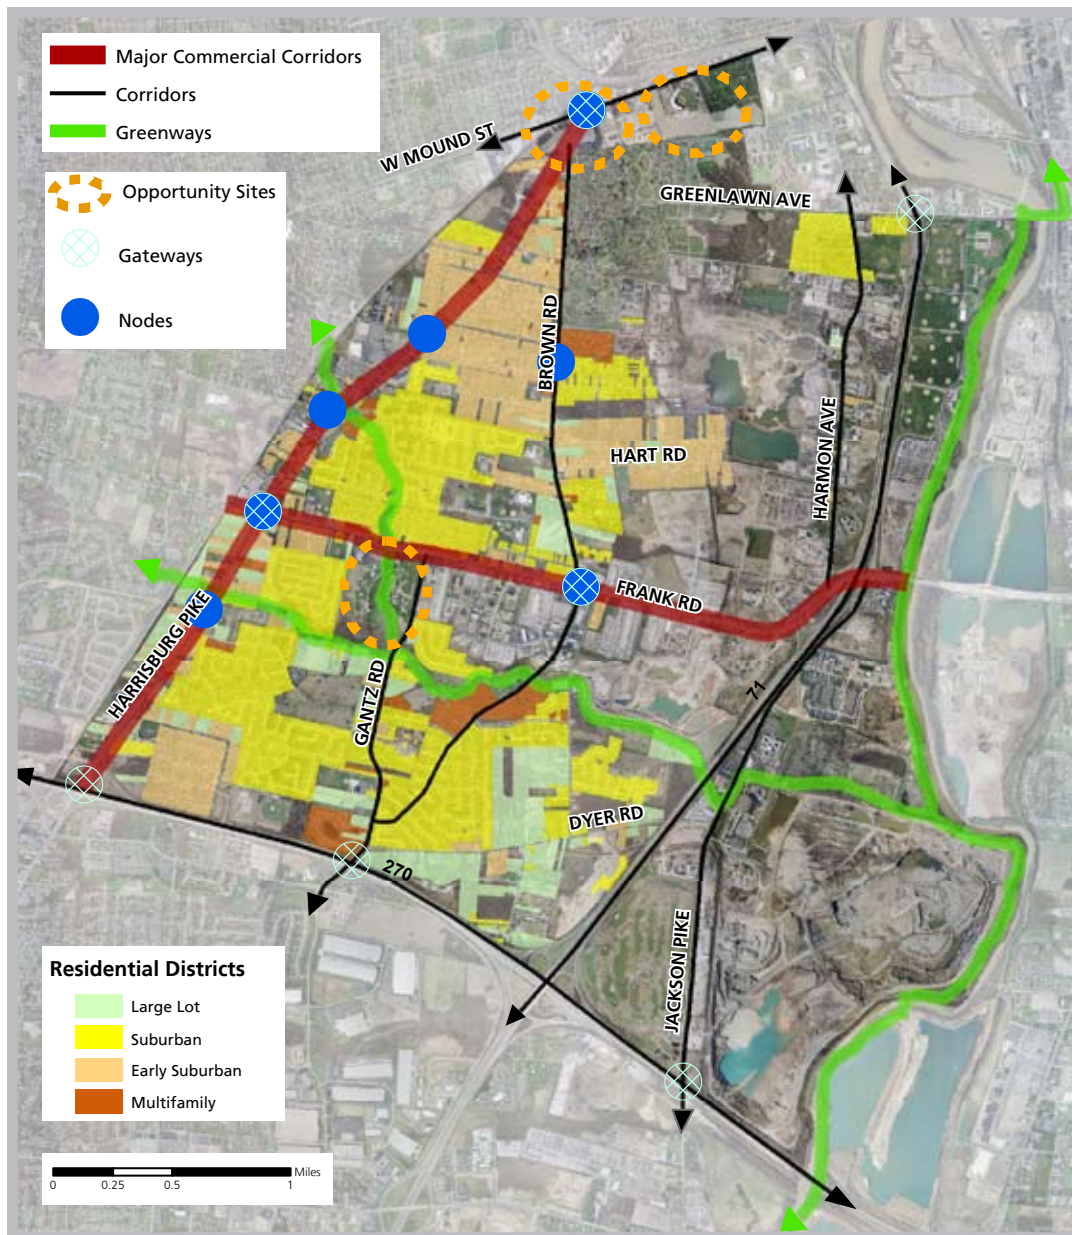 Major Commercial Corridors
Corridors
Greenways
Opportunity Sites
Gateways
Nodes
W MOUND ST
GREENLAWN AVE
BROWN RD
HART RD
HARMON AVE
FRANK RD
HARRISBURG PIKE
GANTZ RD
71
DYER RD
270
JACKSON PIKE
Residential Districts
Large Lot
Suburban
Early Suburban
Multifamily
Miles
0 0.25 0.5 1